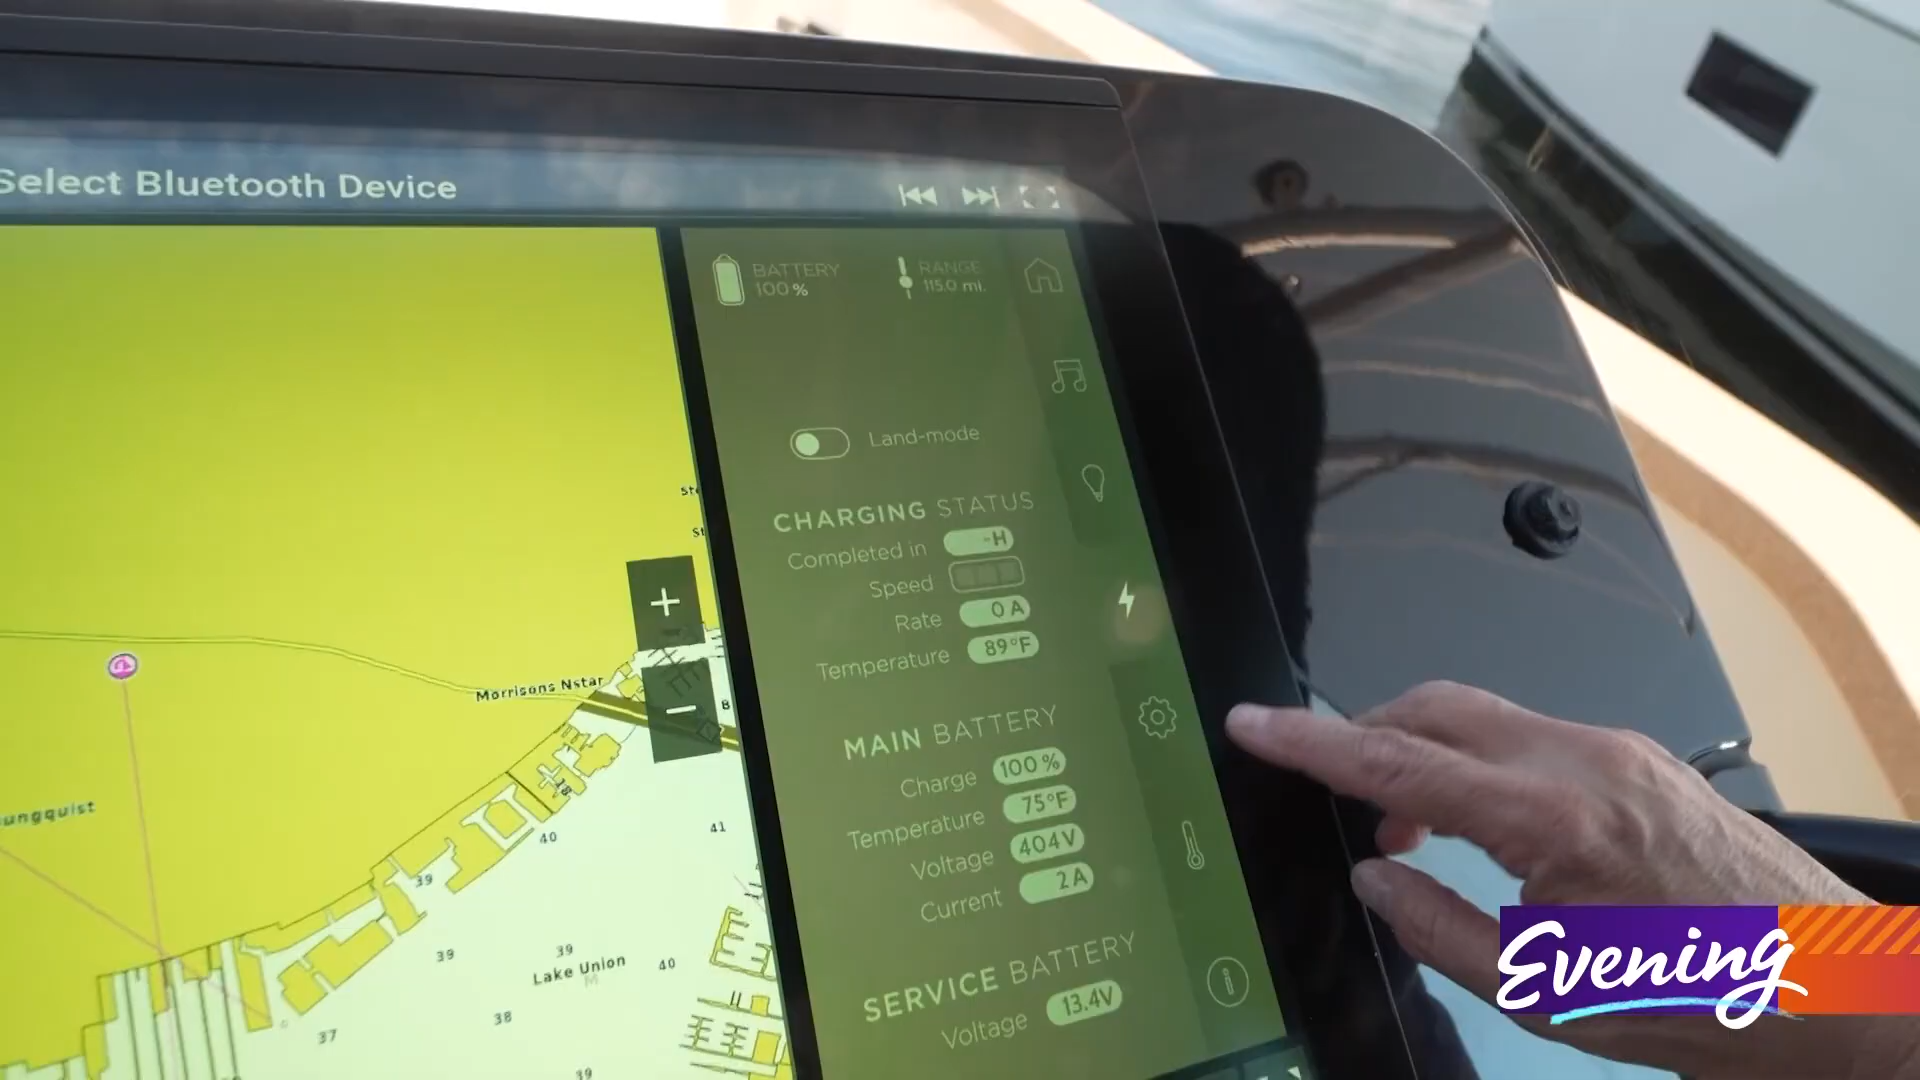 Select Bluetooth Device
BATTERY
100%
RANGE
115.0 mi.
Land-mode
CHARGING STATUS
Completed in -H
Speed
Rate 0 A
Temperature 89°F
MAIN BATTERY
Charge 100%
Temperature 75°F
Voltage 404V
Current 2A
SERVICE BATTERY
Voltage 13.4V
+
−
Morrisons Nstar
8
18
40
41
39
39
39
Lake Union
M
40
38
37
39
Evening